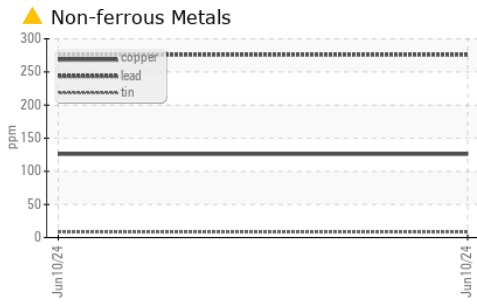 Non-ferrous Metals
300
250
200
150
100
50
0
ppm
copper
lead
tin
Jun10/24
Jun10/24